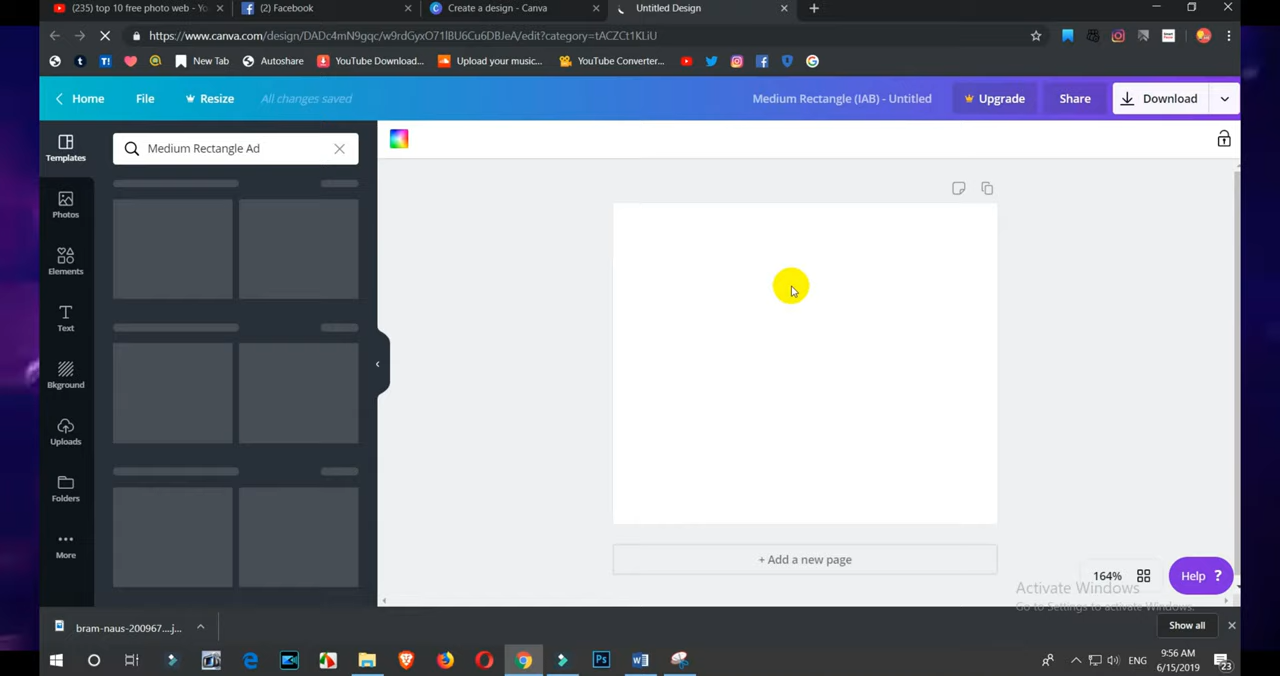 (235) top 10 free photo web - Yo
(2) Facebook
Create a design - Canva
Untitled Design
https://www.canva.com/design/DADc4mN9gqc/w9rdGyxO71lBU6Cu6DBJeA/edit?category=tACZCt1KLiU
New Tab
Autoshare
YouTube Download...
Upload your music...
YouTube Converter...
Home
File
Resize
All changes saved
Medium Rectangle (IAB) - Untitled
Upgrade
Share
Download
Templates
Medium Rectangle Ad
Photos
Elements
Text
Bkground
Uploads
Folders
More
+ Add a new page
164%
Help ?
Activate Windows
Go to Settings to activate Windows.
bram-naus-200967....j...
Show all
ENG
9:56 AM
6/15/2019
23